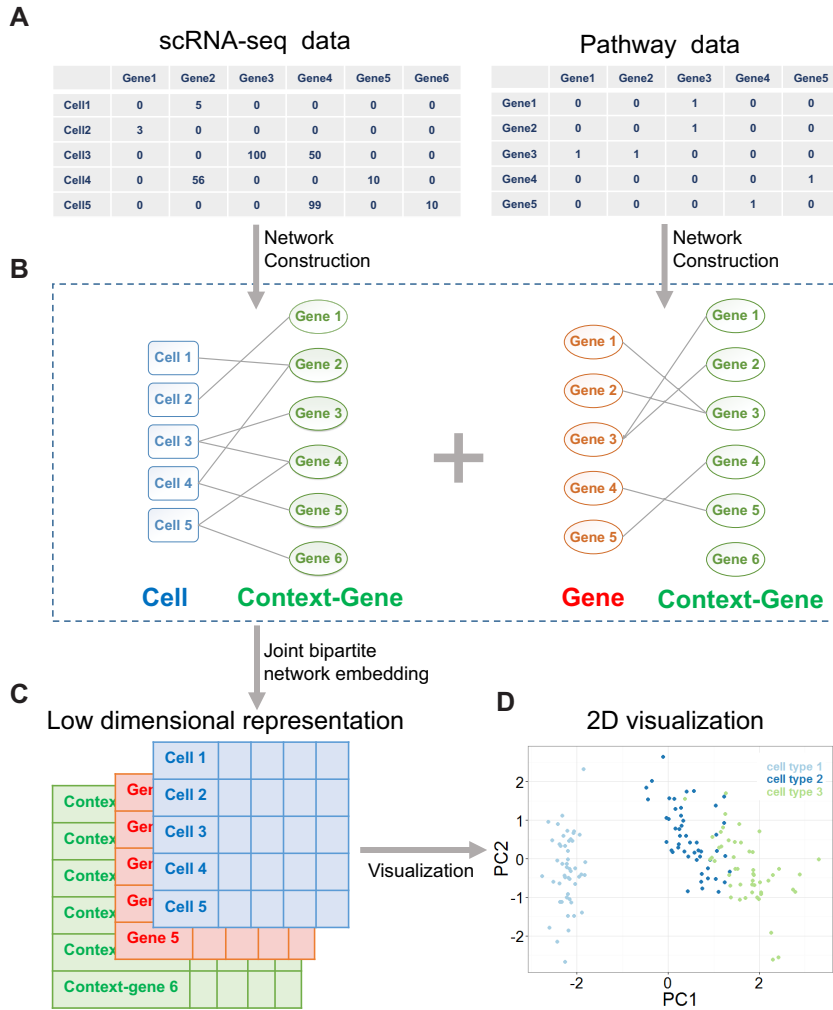 A
scRNA-seq data
Gene1 Gene2 Gene3 Gene4 Gene5 Gene6
Cell1 0 5 0 0 0 0
Cell2 3 0 0 0 0 0
Cell3 0 0 100 50 0 0
Cell4 0 56 0 0 10 0
Cell5 0 0 0 99 0 10
Pathway data
Gene1 Gene2 Gene3 Gene4 Gene5
Gene1 0 0 1 0 0
Gene2 0 0 1 0 0
Gene3 1 1 0 0 0
Gene4 0 0 0 0 1
Gene5 0 0 0 1 0
Network
Construction
Network
Construction
B
Cell 1
Cell 2
Cell 3
Cell 4
Cell 5
Gene 1
Gene 2
Gene 3
Gene 4
Gene 5
Gene 6
Cell
Context-Gene
Gene 1
Gene 2
Gene 3
Gene 4
Gene 5
Gene 1
Gene 2
Gene 3
Gene 4
Gene 5
Gene 6
Gene
Context-Gene
Joint bipartite
network embedding
C
Low dimensional representation
Cell 1
Cell 2
Cell 3
Cell 4
Cell 5
Gene 5
Context-gene 6
Visualization
D
2D visualization
cell type 1
cell type 2
cell type 3
PC2
2
1
0
-1
-2
-2 0 2
PC1